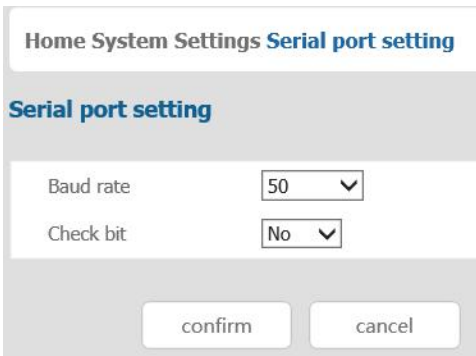 Home System Settings Serial port setting
Serial port setting
Baud rate 50
Check bit No
confirm cancel